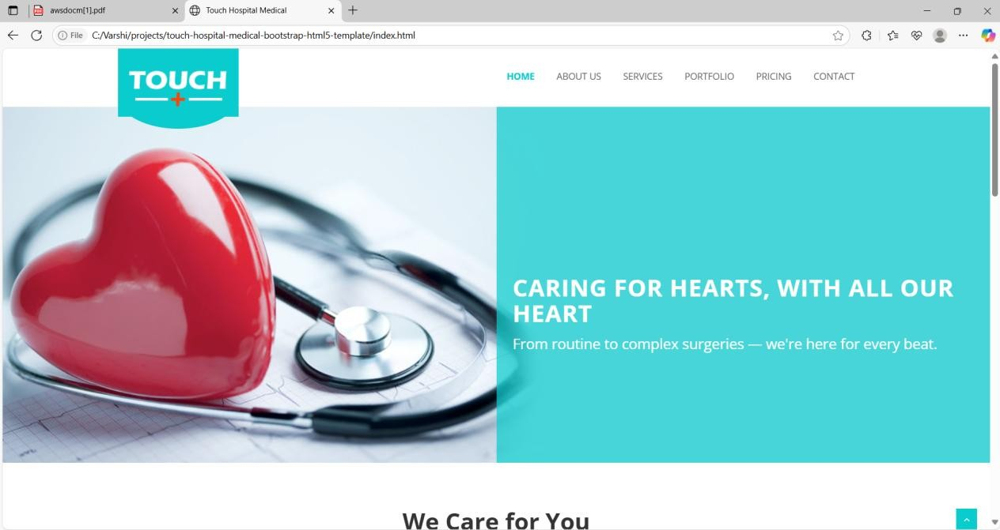 awsdocm[1].pdf
Touch Hospital Medical
File
C:/Varshi/projects/touch-hospital-medical-bootstrap-html5-template/index.html
TOUCH
HOME ABOUT US SERVICES PORTFOLIO PRICING CONTACT
CARING FOR HEARTS, WITH ALL OUR
HEART
From routine to complex surgeries — we're here for every beat.
We Care for You